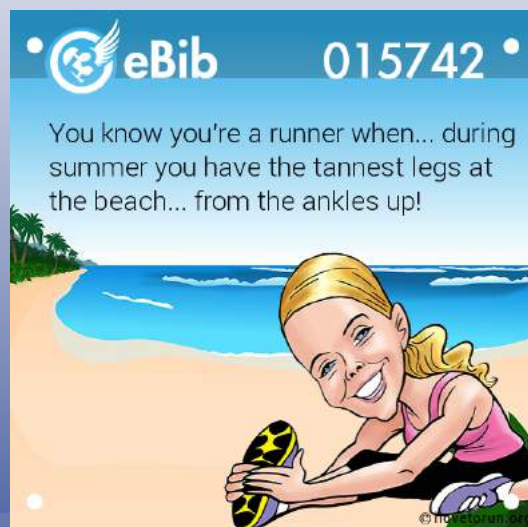 eBib 015742
You know you're a runner when... during
summer you have the tannest legs at
the beach... from the ankles up!